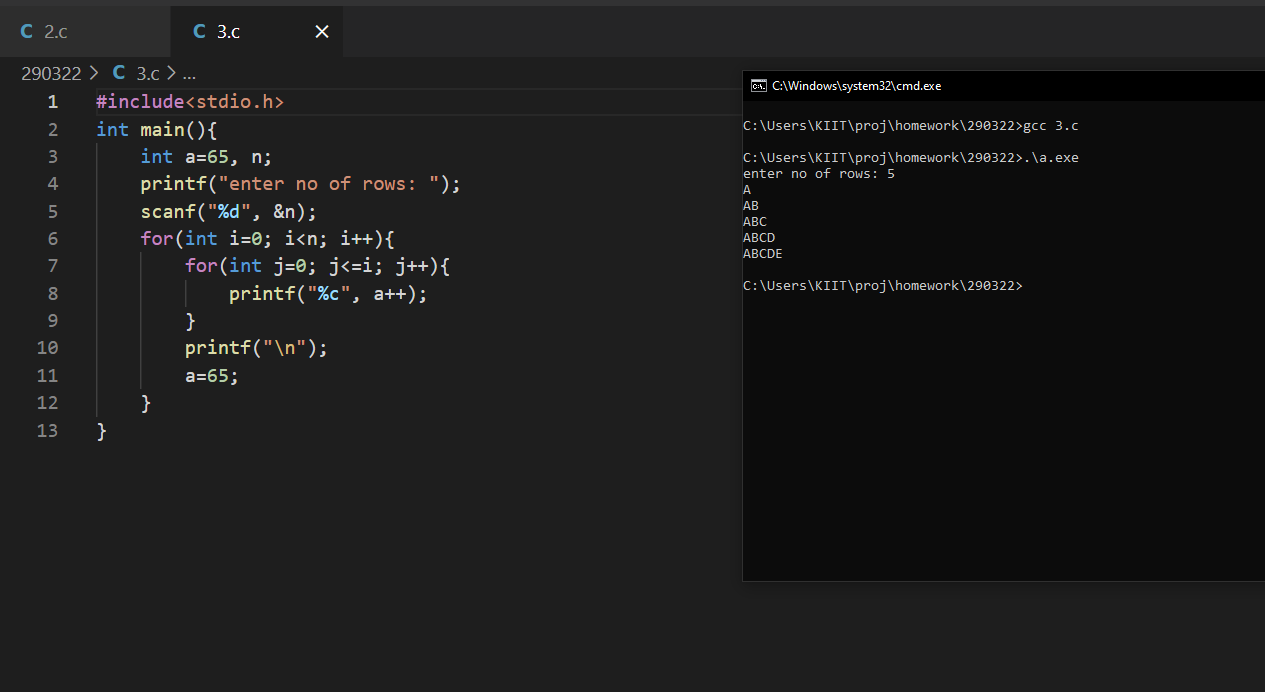 C 2.c
C 3.c ×
290322 > C 3.c > ...
1 #include<stdio.h>
2 int main(){
3     int a=65, n;
4     printf("enter no of rows: ");
5     scanf("%d", &n);
6     for(int i=0; i<n; i++){
7         for(int j=0; j<=i; j++){
8             printf("%c", a++);
9         }
10         printf("\n");
11         a=65;
12     }
13 }
C:\Windows\system32\cmd.exe
C:\Users\KIIT\proj\homework\290322>gcc 3.c
C:\Users\KIIT\proj\homework\290322>.\a.exe
enter no of rows: 5
A
AB
ABC
ABCD
ABCDE
C:\Users\KIIT\proj\homework\290322>